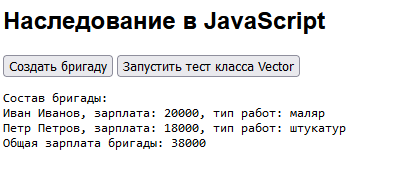 Наследование в JavaScript
Создать бригаду Запустить тест класса Vector
Состав бригады:
Иван Иванов, зарплата: 20000, тип работ: маляр
Петр Петров, зарплата: 18000, тип работ: штукатур
Общая зарплата бригады: 38000